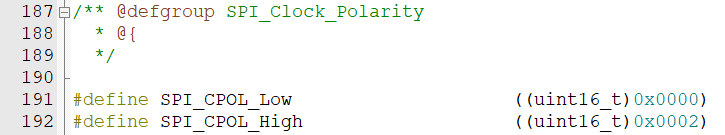 187 /** @defgroup SPI_Clock_Polarity
188   * @{
189   */
190
191 #define SPI_CPOL_Low                    ((uint16_t)0x0000)
192 #define SPI_CPOL_High                   ((uint16_t)0x0002)